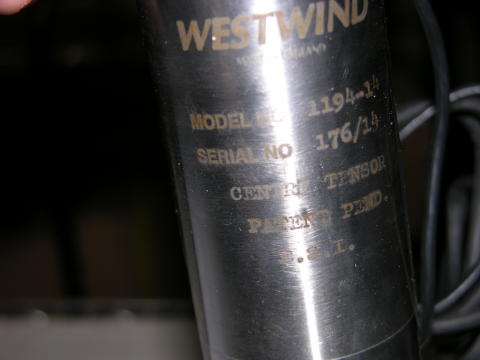 WESTWIND
MODEL NO 1194-14
SERIAL NO 176/14
CENTRE TENSOR
PATENT PEND.